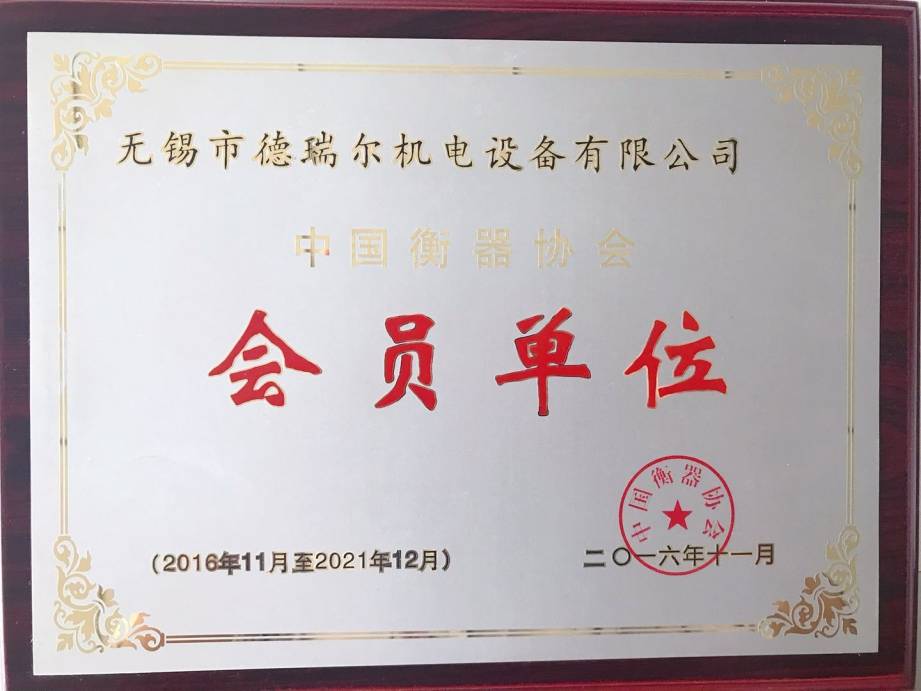 无锡市德瑞尔机电设备有限公司
中国衡器协会
会员单位
中国衡器协会
(2016年11月至2021年12月)
二〇一六年十一月